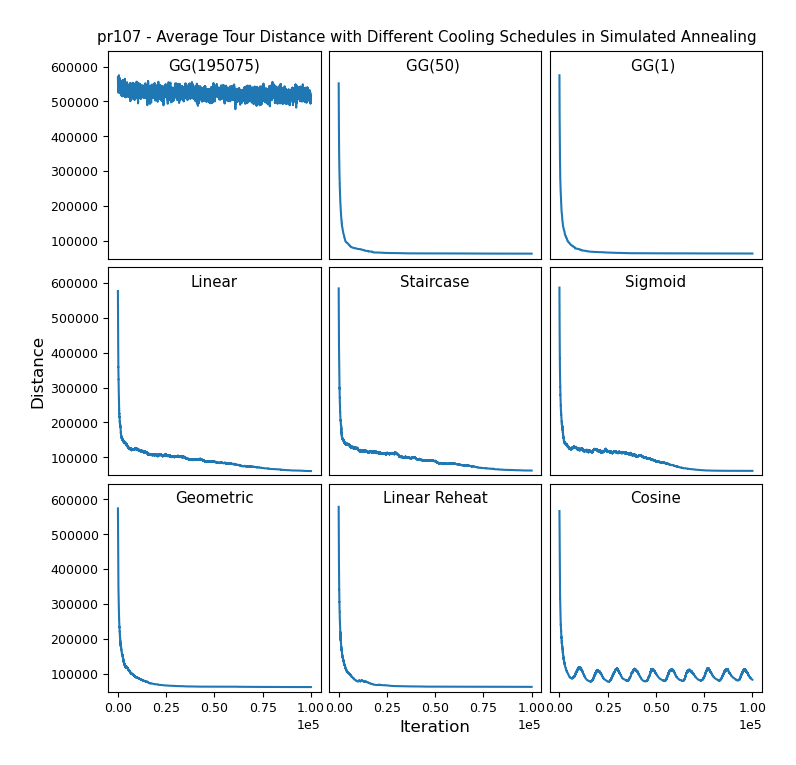 pr107 - Average Tour Distance with Different Cooling Schedules in Simulated Annealing
GG(195075) GG(50) GG(1)
600000
500000
400000
300000
200000
100000
Linear Staircase Sigmoid
600000
500000
400000
300000
200000
100000
Distance
Geometric Linear Reheat Cosine
600000
500000
400000
300000
200000
100000
0.00 0.25 0.50 0.75 1.00 0.00 0.25 0.50 0.75 1.00 0.00 0.25 0.50 0.75 1.00
1e5 1e5 1e5
Iteration